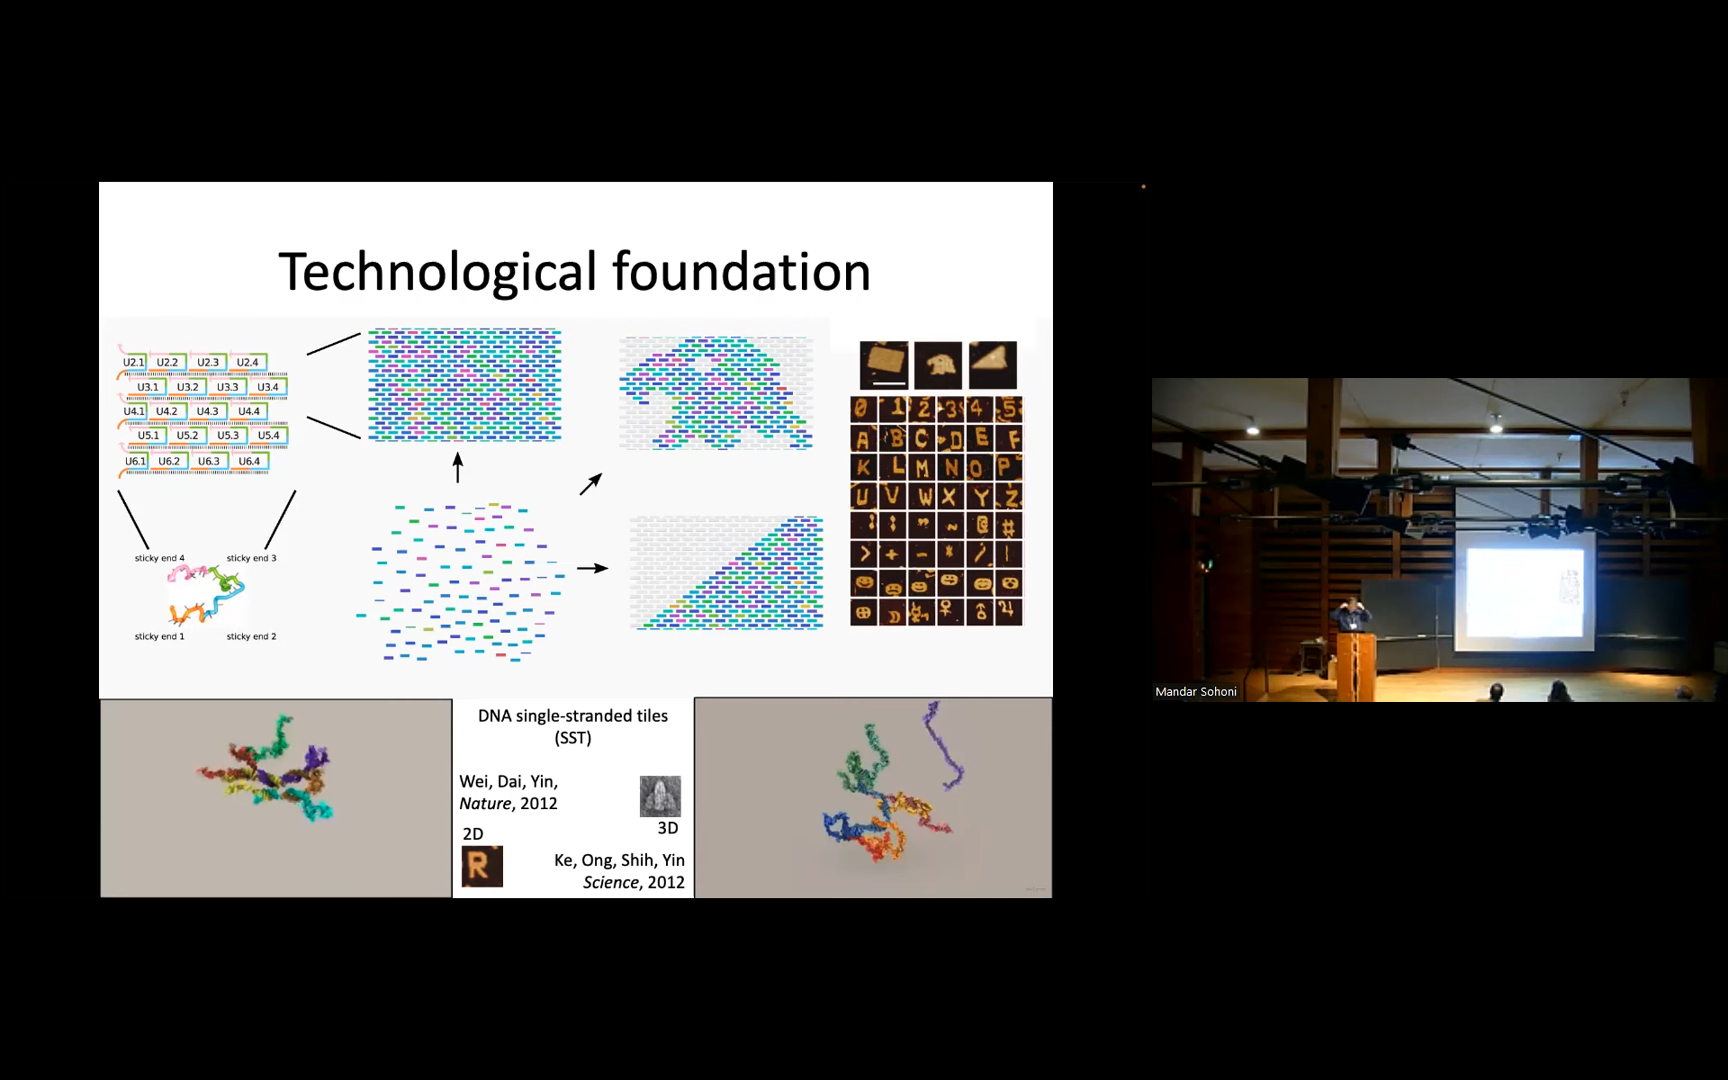 Technological foundation
U2.1 U2.2 U2.3 U2.4
U3.1 U3.2 U3.3 U3.4
U4.1 U4.2 U4.3 U4.4
U5.1 U5.2 U5.3 U5.4
U6.1 U6.2 U6.3 U6.4
sticky end 4 sticky end 3
sticky end 1 sticky end 2
0 1 2 3 4 5
A B C D E F
K L M N O P
U V W X Y Z
@ #
> + - *
DNA single-stranded tiles
(SST)
Wei, Dai, Yin,
Nature, 2012
2D
R
3D
Ke, Ong, Shih, Yin
Science, 2012
Mandar Sohoni